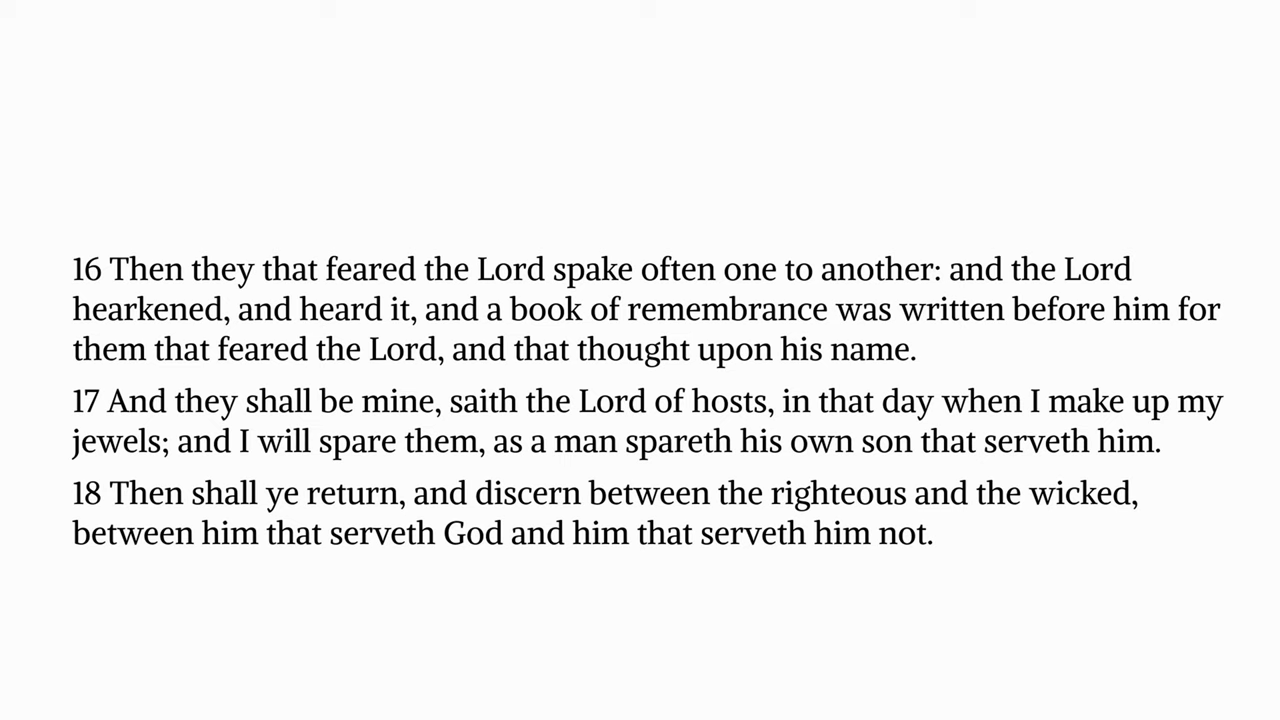 16 Then they that feared the Lord spake often one to another: and the Lord
hearkened, and heard it, and a book of remembrance was written before him for
them that feared the Lord, and that thought upon his name.
17 And they shall be mine, saith the Lord of hosts, in that day when I make up my
jewels; and I will spare them, as a man spareth his own son that serveth him.
18 Then shall ye return, and discern between the righteous and the wicked,
between him that serveth God and him that serveth him not.